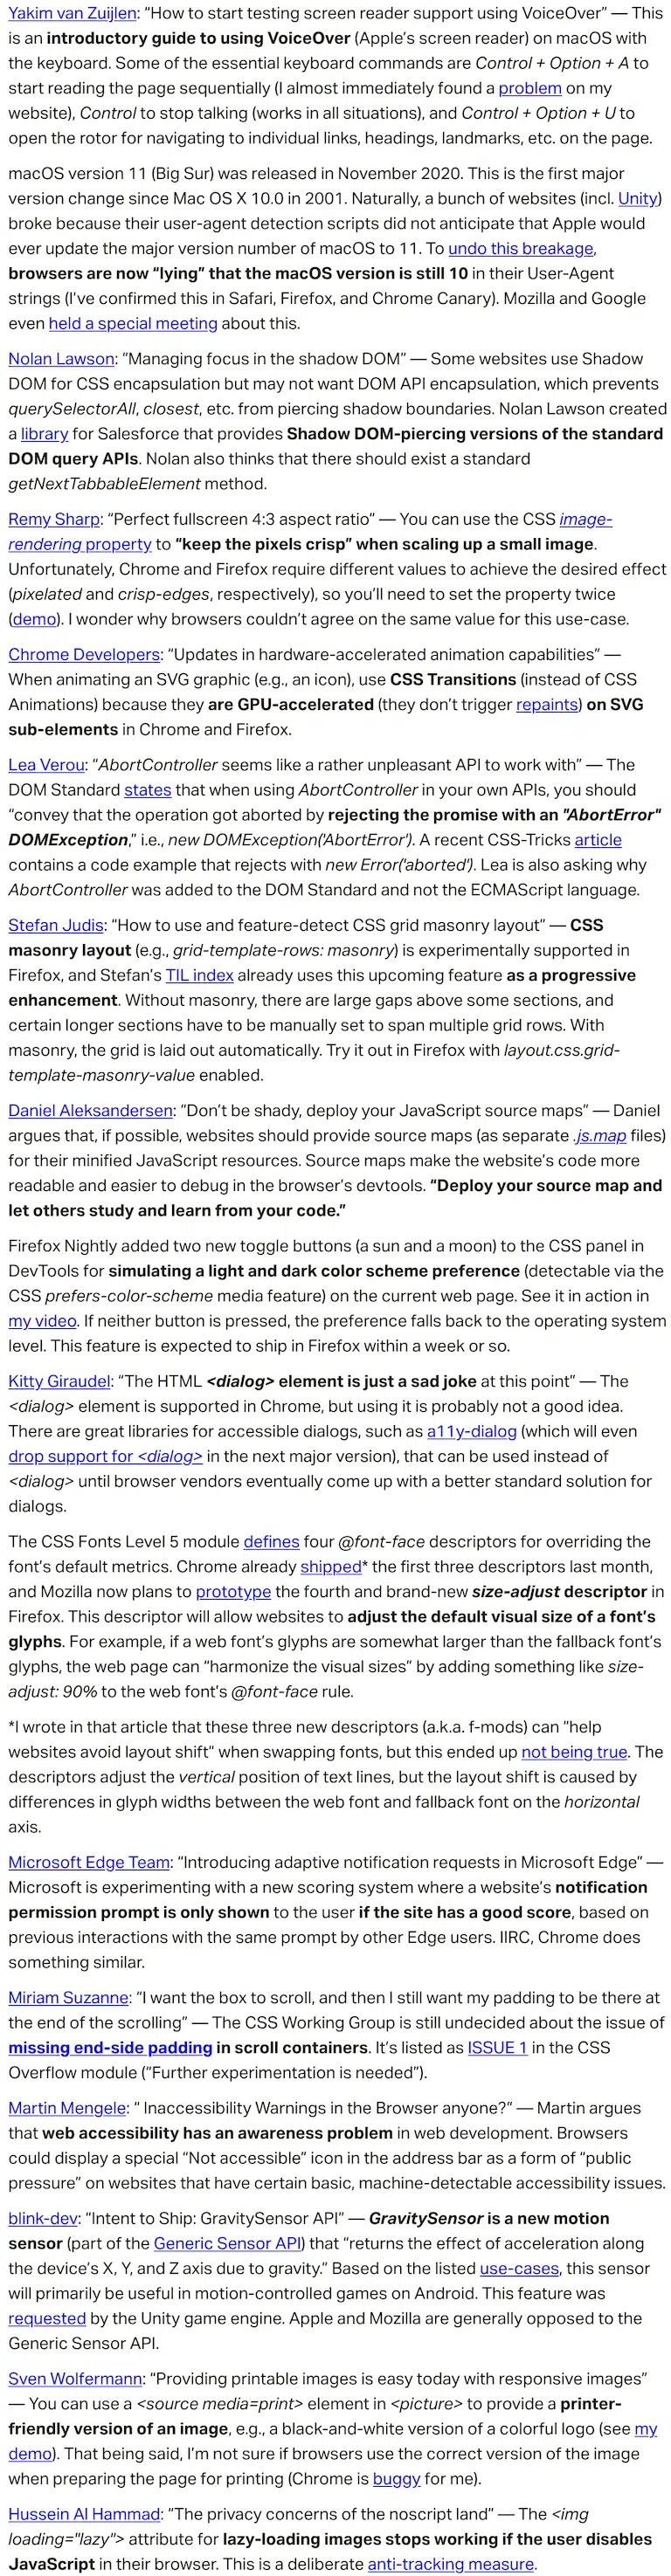 Yakim van Zuijlen: “How to start testing screen reader support using VoiceOver” — This
is an introductory guide to using VoiceOver (Apple’s screen reader) on macOS with
the keyboard. Some of the essential keyboard commands are Control + Option + A to
start reading the page sequentially (I almost immediately found a problem on my
website), Control to stop talking (works in all situations), and Control + Option + U to
open the rotor for navigating to individual links, headings, landmarks, etc. on the page.
macOS version 11 (Big Sur) was released in November 2020. This is the first major
version change since Mac OS X 10.0 in 2001. Naturally, a bunch of websites (incl. Unity)
broke because their user-agent detection scripts did not anticipate that Apple would
ever update the major version number of macOS to 11. To undo this breakage,
browsers are now “lying” that the macOS version is still 10 in their User-Agent
strings (I’ve confirmed this in Safari, Firefox, and Chrome Canary). Mozilla and Google
even held a special meeting about this.
Nolan Lawson: “Managing focus in the shadow DOM” — Some websites use Shadow
DOM for CSS encapsulation but may not want DOM API encapsulation, which prevents
querySelectorAll, closest, etc. from piercing shadow boundaries. Nolan Lawson created
a library for Salesforce that provides Shadow DOM-piercing versions of the standard
DOM query APIs. Nolan also thinks that there should exist a standard
getNextTabbableElement method.
Remy Sharp: “Perfect fullscreen 4:3 aspect ratio” — You can use the CSS image-
rendering property to “keep the pixels crisp” when scaling up a small image.
Unfortunately, Chrome and Firefox require different values to achieve the desired effect
(pixelated and crisp-edges, respectively), so you’ll need to set the property twice
(demo). I wonder why browsers couldn’t agree on the same value for this use-case.
Chrome Developers: “Updates in hardware-accelerated animation capabilities” —
When animating an SVG graphic (e.g., an icon), use CSS Transitions (instead of CSS
Animations) because they are GPU-accelerated (they don’t trigger repaints) on SVG
sub-elements in Chrome and Firefox.
Lea Verou: “AbortController seems like a rather unpleasant API to work with” — The
DOM Standard states that when using AbortController in your own APIs, you should
“convey that the operation got aborted by rejecting the promise with an "AbortError"
DOMException,” i.e., new DOMException('AbortError'). A recent CSS-Tricks article
contains a code example that rejects with new Error('aborted'). Lea is also asking why
AbortController was added to the DOM Standard and not the ECMAScript language.
Stefan Judis: “How to use and feature-detect CSS grid masonry layout” — CSS
masonry layout (e.g., grid-template-rows: masonry) is experimentally supported in
Firefox, and Stefan’s TIL index already uses this upcoming feature as a progressive
enhancement. Without masonry, there are large gaps above some sections, and
certain longer sections have to be manually set to span multiple grid rows. With
masonry, the grid is laid out automatically. Try it out in Firefox with layout.css.grid-
template-masonry-value enabled.
Daniel Aleksandersen: “Don’t be shady, deploy your JavaScript source maps” — Daniel
argues that, if possible, websites should provide source maps (as separate .js.map files)
for their minified JavaScript resources. Source maps make the website’s code more
readable and easier to debug in the browser’s devtools. “Deploy your source map and
let others study and learn from your code.”
Firefox Nightly added two new toggle buttons (a sun and a moon) to the CSS panel in
DevTools for simulating a light and dark color scheme preference (detectable via the
CSS prefers-color-scheme media feature) on the current web page. See it in action in
my video. If neither button is pressed, the preference falls back to the operating system
level. This feature is expected to ship in Firefox within a week or so.
Kitty Giraudel: “The HTML <dialog> element is just a sad joke at this point” — The
<dialog> element is supported in Chrome, but using it is probably not a good idea.
There are great libraries for accessible dialogs, such as a11y-dialog (which will even
drop support for <dialog> in the next major version), that can be used instead of
<dialog> until browser vendors eventually come up with a better standard solution for
dialogs.
The CSS Fonts Level 5 module defines four @font-face descriptors for overriding the
font’s default metrics. Chrome already shipped* the first three descriptors last month,
and Mozilla now plans to prototype the fourth and brand-new size-adjust descriptor in
Firefox. This descriptor will allow websites to adjust the default visual size of a font’s
glyphs. For example, if a web font’s glyphs are somewhat larger than the fallback font’s
glyphs, the web page can “harmonize the visual sizes” by adding something like size-
adjust: 90% to the web font’s @font-face rule.
*I wrote in that article that these three new descriptors (a.k.a. f-mods) can “help
websites avoid layout shift” when swapping fonts, but this ended up not being true. The
descriptors adjust the vertical position of text lines, but the layout shift is caused by
differences in glyph widths between the web font and fallback font on the horizontal
axis.
Microsoft Edge Team: “Introducing adaptive notification requests in Microsoft Edge” —
Microsoft is experimenting with a new scoring system where a website’s notification
permission prompt is only shown to the user if the site has a good score, based on
previous interactions with the same prompt by other Edge users. IIRC, Chrome does
something similar.
Miriam Suzanne: “I want the box to scroll, and then I still want my padding to be there at
the end of the scrolling” — The CSS Working Group is still undecided about the issue of
missing end-side padding in scroll containers. It’s listed as ISSUE 1 in the CSS
Overflow module (“Further experimentation is needed”).
Martin Mengele: “ Inaccessibility Warnings in the Browser anyone?” — Martin argues
that web accessibility has an awareness problem in web development. Browsers
could display a special “Not accessible” icon in the address bar as a form of “public
pressure” on websites that have certain basic, machine-detectable accessibility issues.
blink-dev: “Intent to Ship: GravitySensor API” — GravitySensor is a new motion
sensor (part of the Generic Sensor API) that “returns the effect of acceleration along
the device’s X, Y, and Z axis due to gravity.” Based on the listed use-cases, this sensor
will primarily be useful in motion-controlled games on Android. This feature was
requested by the Unity game engine. Apple and Mozilla are generally opposed to the
Generic Sensor API.
Sven Wolfermann: “Providing printable images is easy today with responsive images”
— You can use a <source media=print> element in <picture> to provide a printer-
friendly version of an image, e.g., a black-and-white version of a colorful logo (see my
demo). That being said, I’m not sure if browsers use the correct version of the image
when preparing the page for printing (Chrome is buggy for me).
Hussein Al Hammad: “The privacy concerns of the noscript land” — The <img
loading="lazy"> attribute for lazy-loading images stops working if the user disables
JavaScript in their browser. This is a deliberate anti-tracking measure.